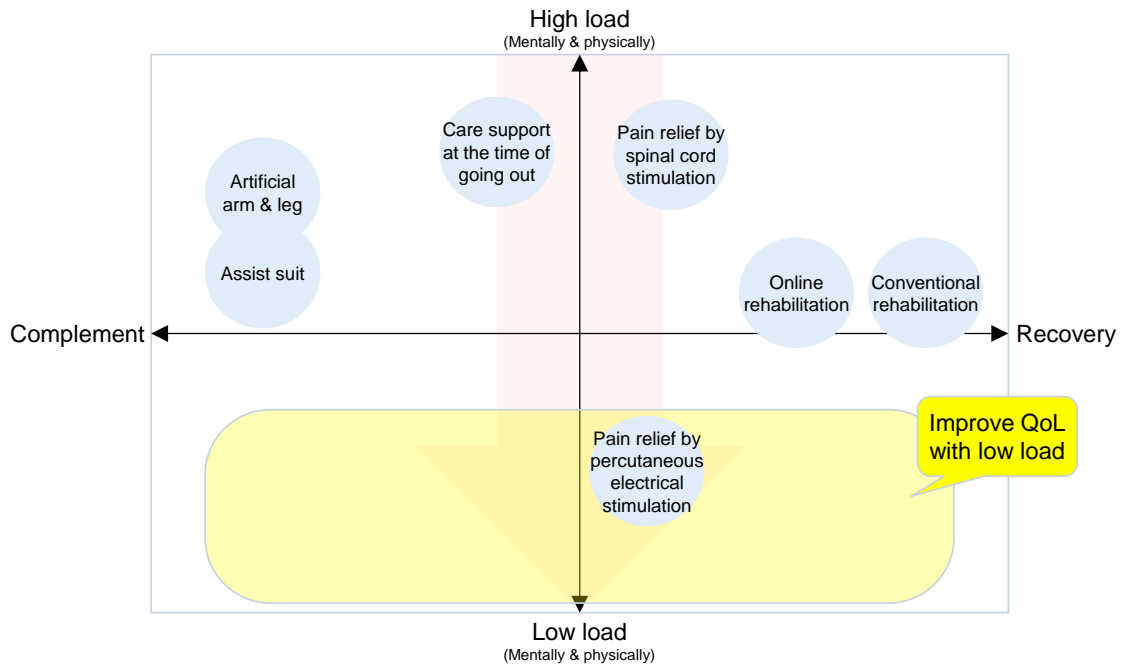 High load
(Mentally & physically)
Care support
at the time of
going out
Pain relief by
spinal cord
stimulation
Artificial
arm & leg
Assist suit
Online
rehabilitation
Conventional
rehabilitation
Complement
Recovery
Improve QoL
with low load
Pain relief by
percutaneous
electrical
stimulation
Low load
(Mentally & physically)